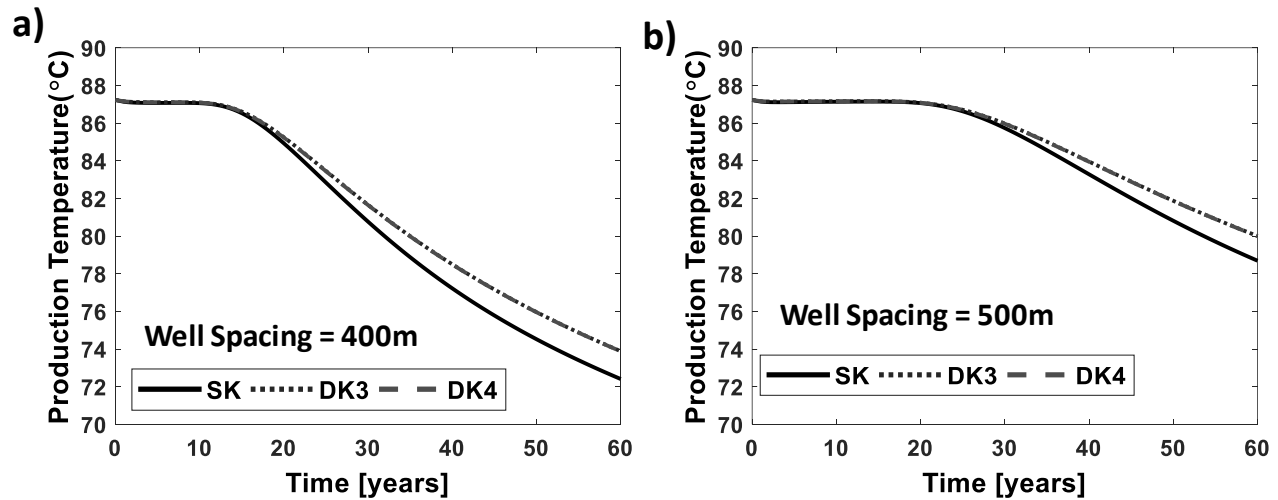 a)
90
88
86
84
82
80
78
76
74
72
70
Production Temperature(°C)
Well Spacing = 400m
SK DK3 DK4
0 10 20 30 40 50 60
Time [years]
b)
90
88
86
84
82
80
78
76
74
72
70
Production Temperature(°C)
Well Spacing = 500m
SK DK3 DK4
0 10 20 30 40 50 60
Time [years]